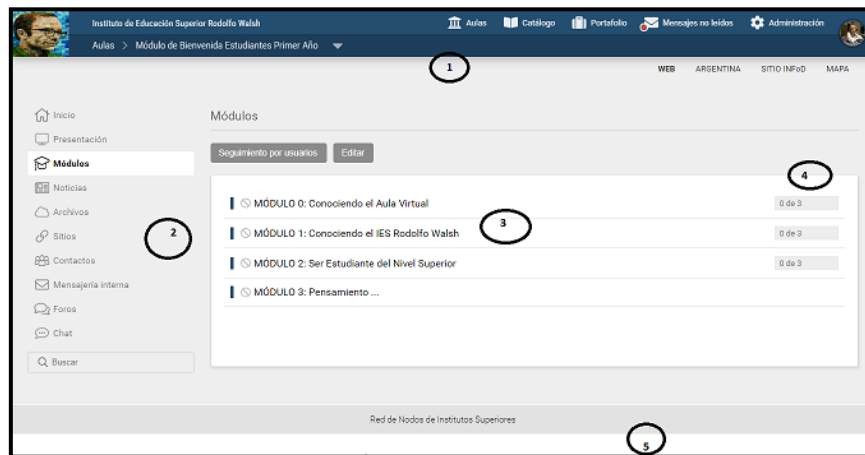 Instituto de Educación Superior Rodolfo Walsh
Aulas Catálogo Portafolio Mensajes no leídos Administración
Aulas > Módulo de Bienvenida Estudiantes Primer Año
1
WEB ARGENTINA SITIO INFoD MAPA
Inicio
Presentación
Módulos
Noticias
Archivos
Sitios
Contactos
Mensajería interna
Foros
Chat
Buscar
2
Módulos
Seguimiento por usuarios Editar
4
MÓDULO 0: Conociendo el Aula Virtual 0 de 3
3
MÓDULO 1: Conociendo el IES Rodolfo Walsh 0 de 3
MÓDULO 2: Ser Estudiante del Nivel Superior 0 de 3
MÓDULO 3: Pensamiento ...
Red de Nodos de Institutos Superiores
5